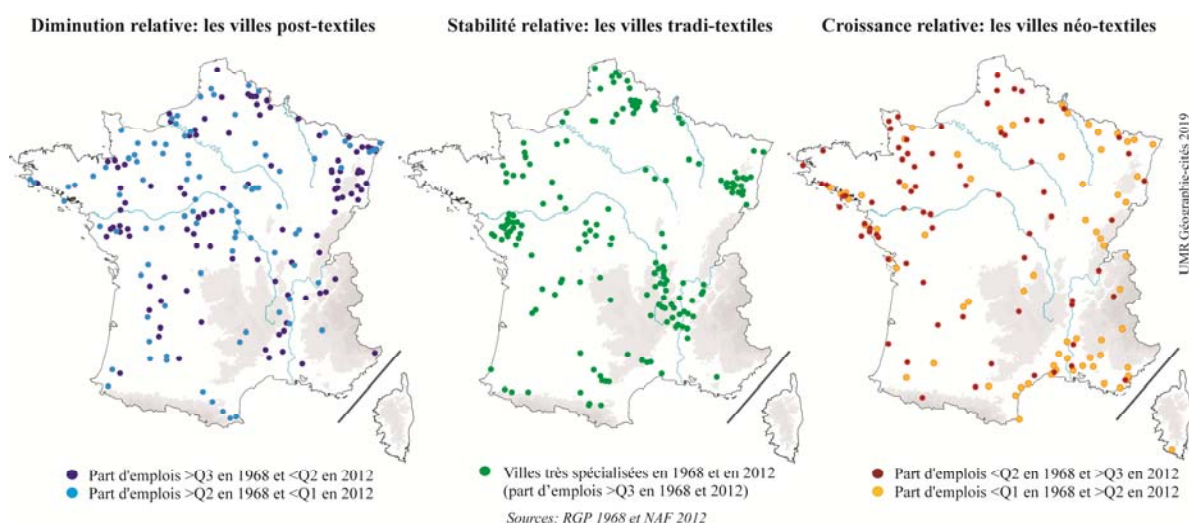 Diminution relative: les villes post-textiles
Stabilité relative: les villes tradi-textiles
Croissance relative: les villes néo-textiles
UMR Géographie-cités 2019
Part d'emplois >Q3 en 1968 et <Q2 en 2012
Part d'emplois >Q2 en 1968 et <Q1 en 2012
Villes très spécialisées en 1968 et en 2012
(part d'emplois >Q3 en 1968 et 2012)
Part d'emplois <Q2 en 1968 et >Q3 en 2012
Part d'emplois <Q1 en 1968 et >Q2 en 2012
Sources: RGP 1968 et NAF 2012